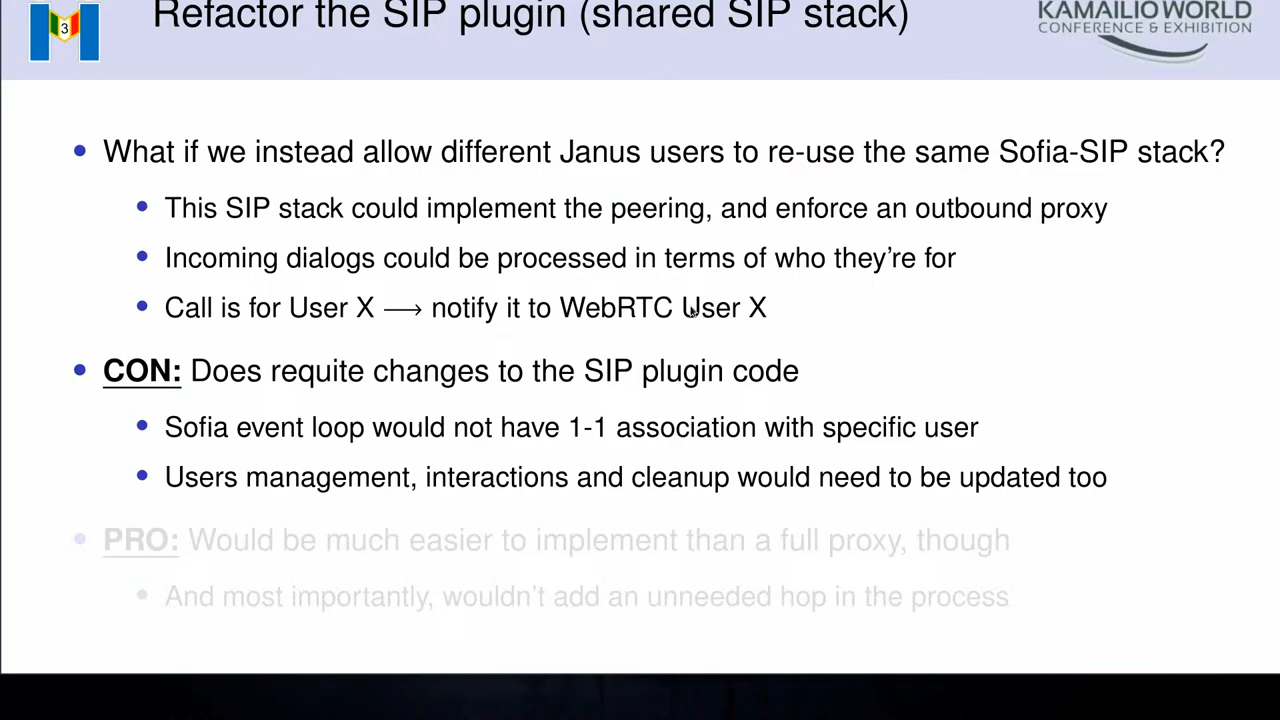 Refactor the SIP plugin (shared SIP stack)
3
KAMAILIO WORLD
CONFERENCE & EXHIBITION
What if we instead allow different Janus users to re-use the same Sofia-SIP stack?
This SIP stack could implement the peering, and enforce an outbound proxy
Incoming dialogs could be processed in terms of who they're for
Call is for User X ⟶ notify it to WebRTC User X
CON: Does requite changes to the SIP plugin code
Sofia event loop would not have 1-1 association with specific user
Users management, interactions and cleanup would need to be updated too
PRO: Would be much easier to implement than a full proxy, though
And most importantly, wouldn't add an unneeded hop in the process